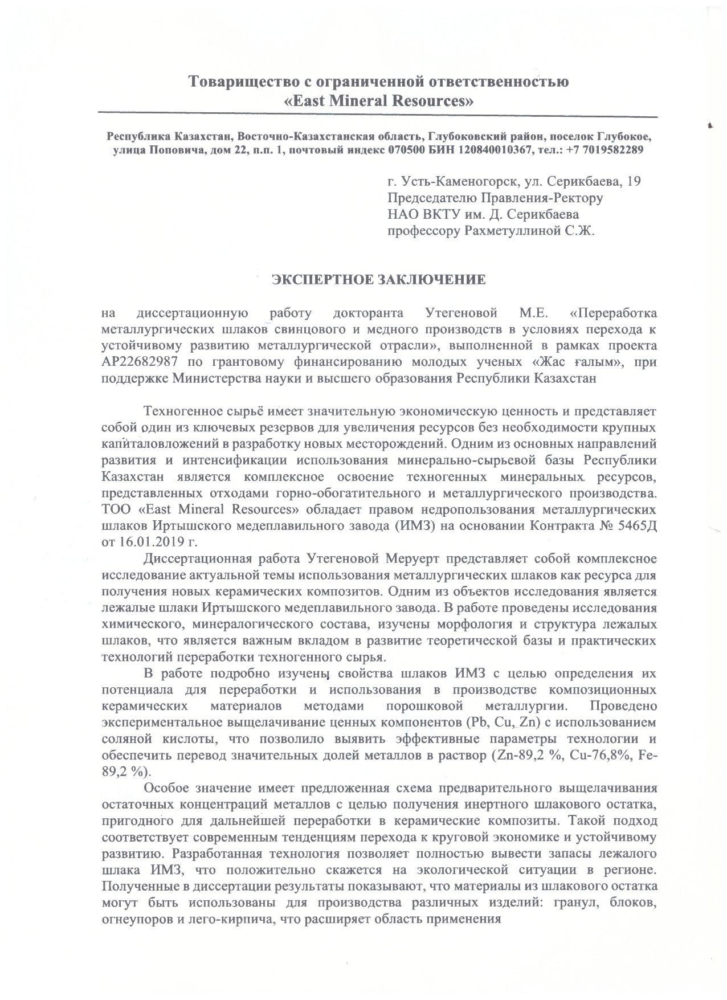 Товарищество с ограниченной ответственностью
«East Mineral Resources»
Республика Казахстан, Восточно-Казахстанская область, Глубоковский район, поселок Глубокое,
улица Поповича, дом 22, п.п. 1, почтовый индекс 070500 БИН 120840010367, тел.: +7 7019582289
г. Усть-Каменогорск, ул. Серикбаева, 19
Председателю Правления-Ректору
НАО ВКТУ им. Д. Серикбаева
профессору Рахметуллиной С.Ж.
ЭКСПЕРТНОЕ ЗАКЛЮЧЕНИЕ
на диссертационную работу докторанта Утегеновой М.Е. «Переработка
металлургических шлаков свинцового и медного производств в условиях перехода к
устойчивому развитию металлургической отрасли», выполненной в рамках проекта
АР22682987 по грантовому финансированию молодых ученых «Жас ғалым», при
поддержке Министерства науки и высшего образования Республики Казахстан
Техногенное сырьё имеет значительную экономическую ценность и представляет
собой один из ключевых резервов для увеличения ресурсов без необходимости крупных
капиталовложений в разработку новых месторождений. Одним из основных направлений
развития и интенсификации использования минерально-сырьевой базы Республики
Казахстан является комплексное освоение техногенных минеральных ресурсов,
представленных отходами горно-обогатительного и металлургического производства.
ТОО «East Mineral Resources» обладает правом недропользования металлургических
шлаков Иртышского медеплавильного завода (ИМЗ) на основании Контракта № 5465Д
от 16.01.2019 г.
Диссертационная работа Утегеновой Меруерт представляет собой комплексное
исследование актуальной темы использования металлургических шлаков как ресурса для
получения новых керамических композитов. Одним из объектов исследования является
лежалые шлаки Иртышского медеплавильного завода. В работе проведены исследования
химического, минералогического состава, изучены морфология и структура лежалых
шлаков, что является важным вкладом в развитие теоретической базы и практических
технологий переработки техногенного сырья.
В работе подробно изучены свойства шлаков ИМЗ с целью определения их
потенциала для переработки и использования в производстве композиционных
керамических материалов методами порошковой металлургии. Проведено
экспериментальное выщелачивание ценных компонентов (Pb, Cu, Zn) с использованием
соляной кислоты, что позволило выявить эффективные параметры технологии и
обеспечить перевод значительных долей металлов в раствор (Zn-89,2 %, Cu-76,8%, Fe-
89,2 %).
Особое значение имеет предложенная схема предварительного выщелачивания
остаточных концентраций металлов с целью получения инертного шлакового остатка,
пригодного для дальнейшей переработки в керамические композиты. Такой подход
соответствует современным тенденциям перехода к круговой экономике и устойчивому
развитию. Разработанная технология позволяет полностью вывести запасы лежалого
шлака ИМЗ, что положительно скажется на экологической ситуации в регионе.
Полученные в диссертации результаты показывают, что материалы из шлакового остатка
могут быть использованы для производства различных изделий: гранул, блоков,
огнеупоров и лего-кирпича, что расширяет область применения